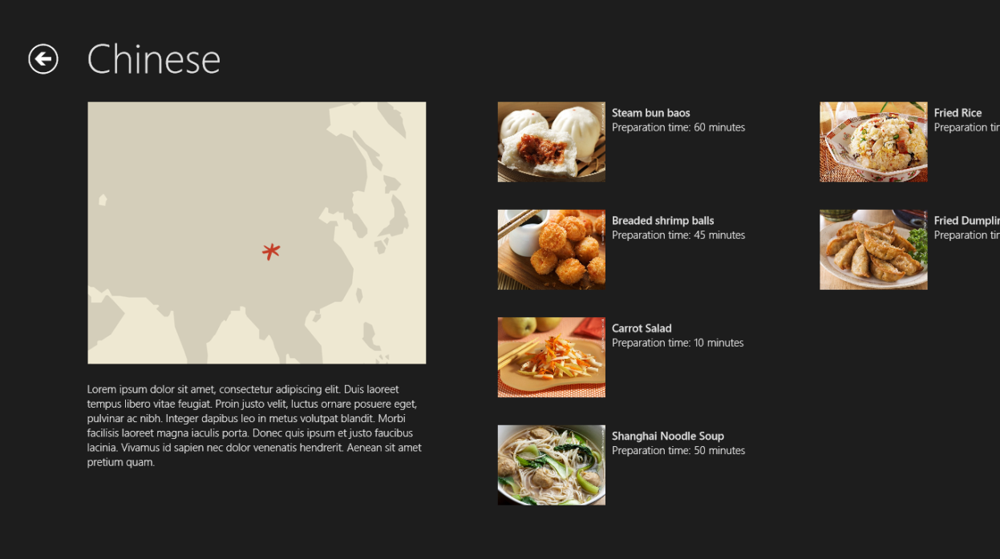 Chinese
Lorem ipsum dolor sit amet, consectetur adipiscing elit. Duis laoreet
tempus libero vitae feugiat. Proin justo velit, luctus ornare posuere eget,
pulvinar ac nibh. Integer dapibus leo in metus volutpat blandit. Morbi
facilisis laoreet magna iaculis porta. Donec quis ipsum et justo faucibus
lacinia. Vivamus id sapien nec dolor venenatis hendrerit. Aenean sit amet
pretium quam.
Steam bun baos
Preparation time: 60 minutes
Breaded shrimp balls
Preparation time: 45 minutes
Carrot Salad
Preparation time: 10 minutes
Shanghai Noodle Soup
Preparation time: 50 minutes
Fried Rice
Preparation
Fried
Preparation